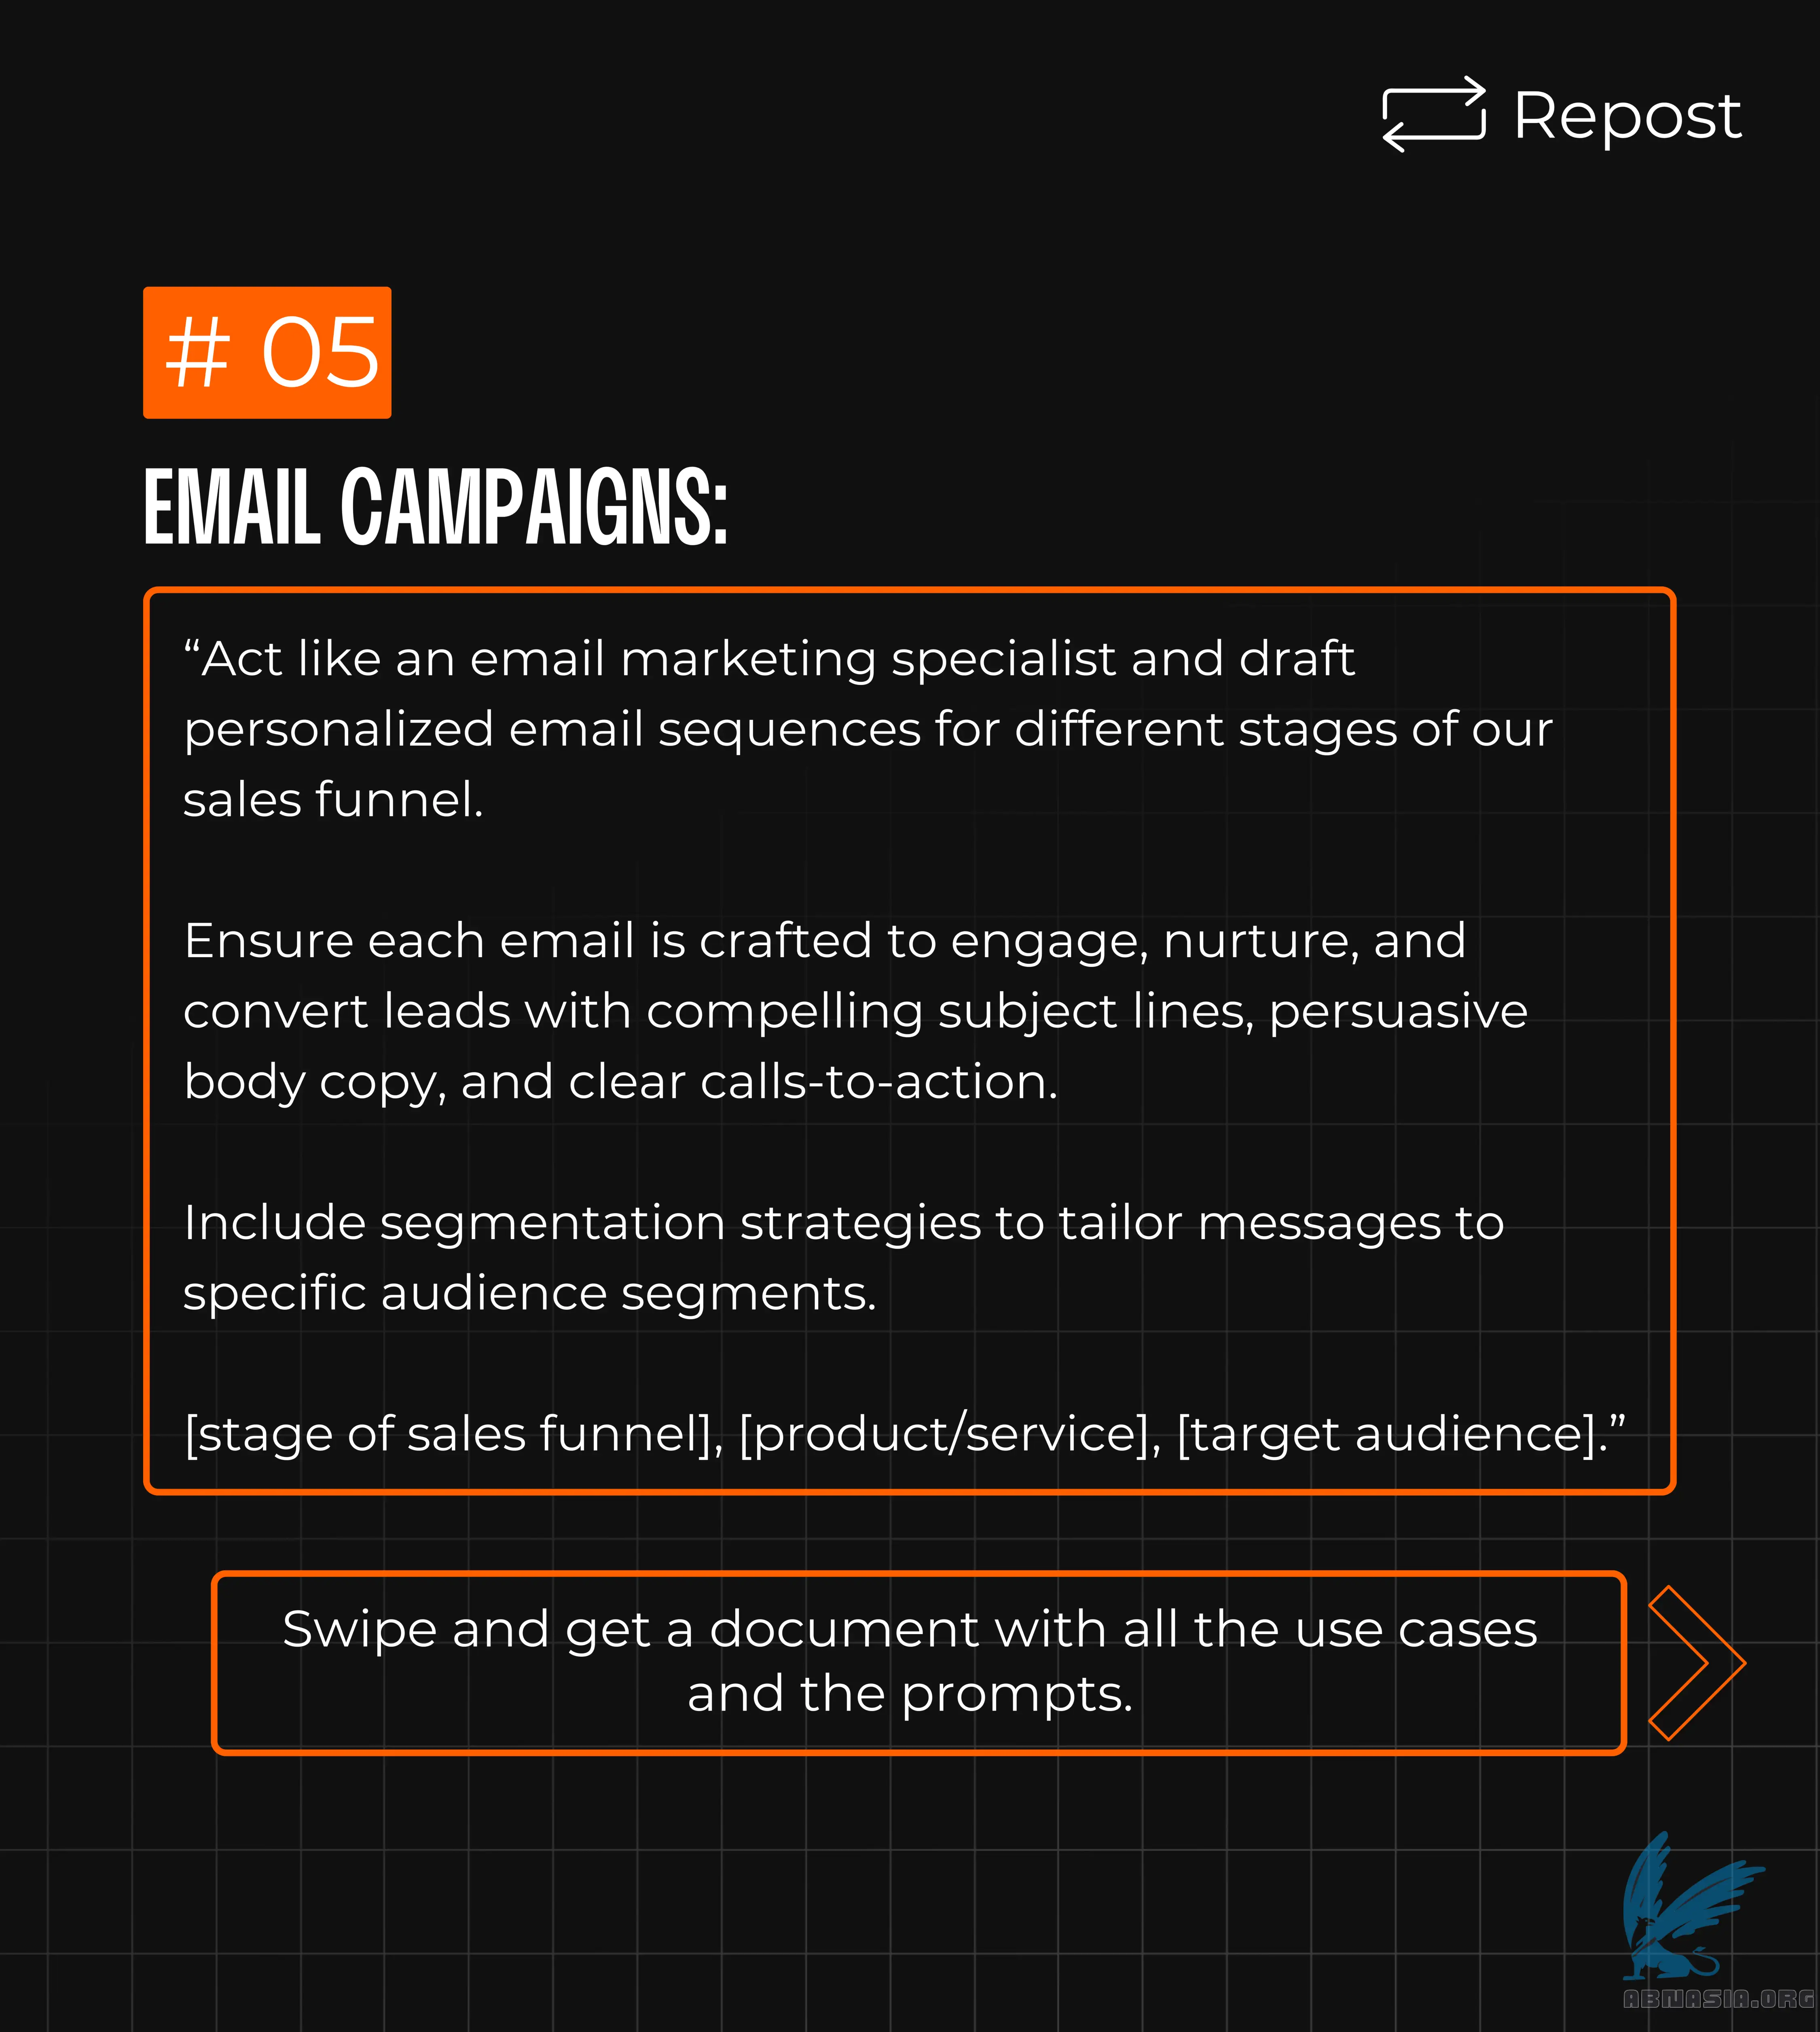 Repost
# 05
EMAIL CAMPAIGNS:
“Act like an email marketing specialist and draft
personalized email sequences for different stages of our
sales funnel.
Ensure each email is crafted to engage, nurture, and
convert leads with compelling subject lines, persuasive
body copy, and clear calls-to-action.
Include segmentation strategies to tailor messages to
specific audience segments.
[stage of sales funnel], [product/service], [target audience].”
Swipe and get a document with all the use cases
and the prompts.
ABNASIA.ORG